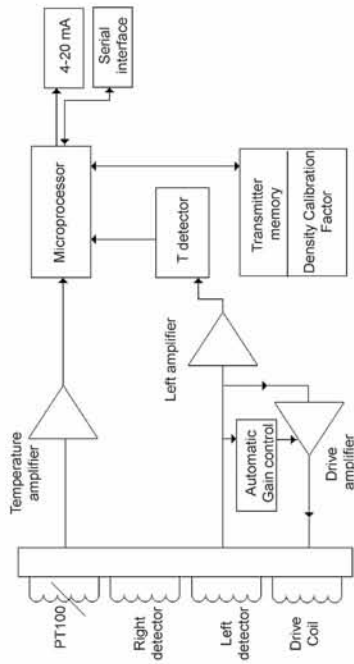 4-20 mA
Serial
interface
Microprocessor
T detector
Transmitter
memory
Density Calibration
Factor
Temperature
amplifier
Left amplifier
Automatic
Gain control
Drive
amplifier
PT100
Right
detector
Left
detector
Drive
Coil